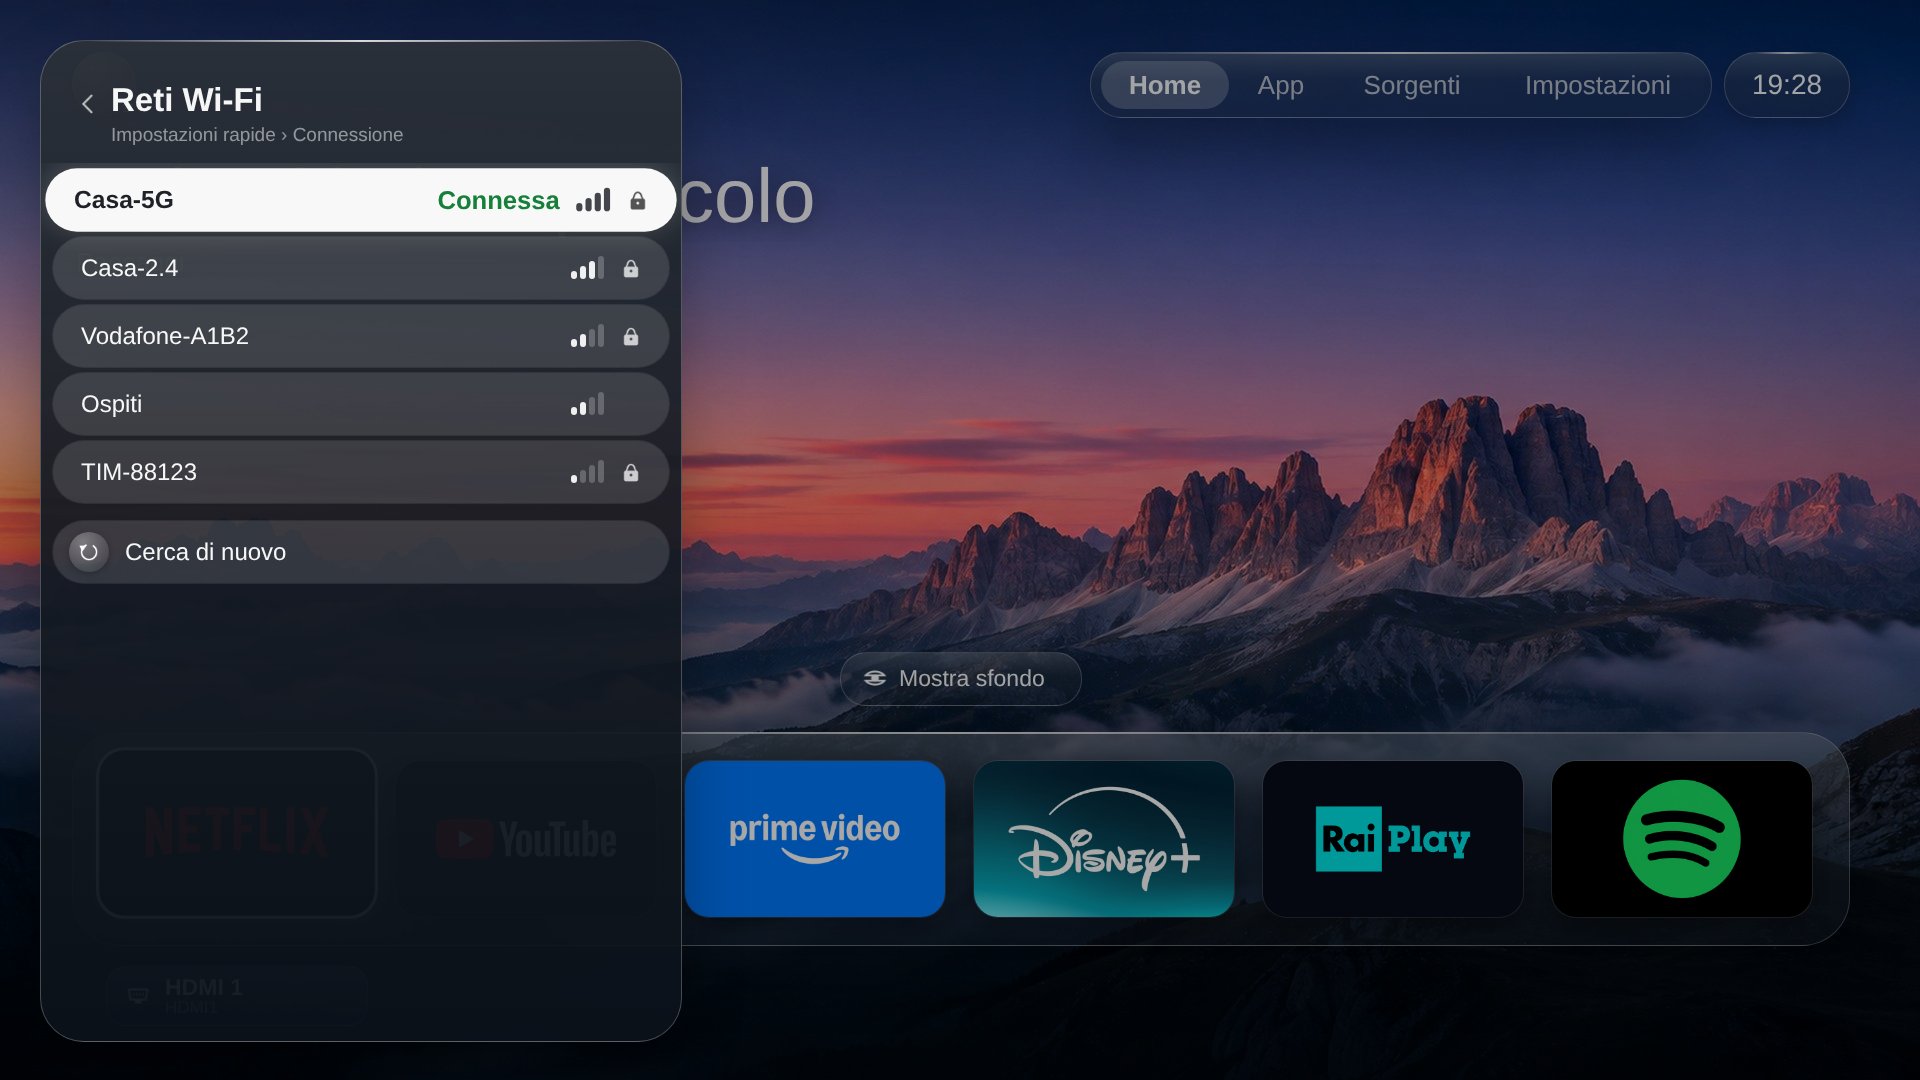 Reti Wi-Fi
Impostazioni rapide › Connessione
Home
App
Sorgenti
Impostazioni
19:28
colo
Casa-5G
Connessa
Casa-2.4
Vodafone-A1B2
Ospiti
TIM-88123
Cerca di nuovo
Mostra sfondo
NETFLIX
YouTube
prime video
Disney+
Rai Play
HDMI 1
HDMI1